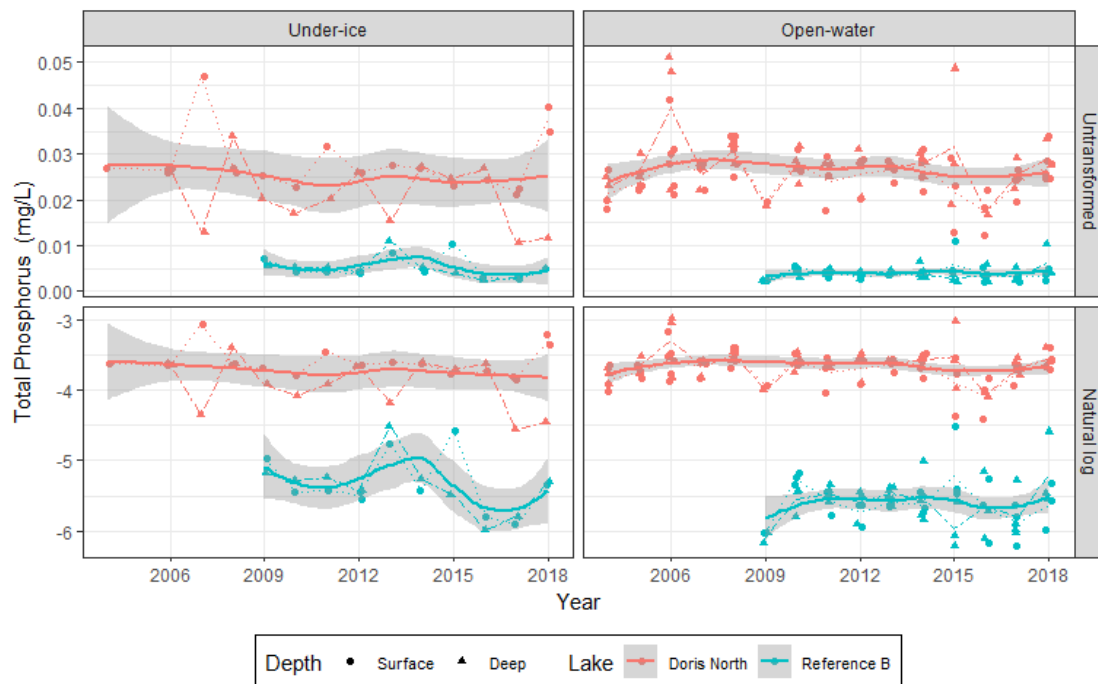 Under-ice Open-water
Total Phosphorus (mg/L)
0.05
0.04
0.03
0.02
0.01
0.00
Untransformed
-3
-4
-5
-6
Natural log
2006 2009 2012 2015 2018 2006 2009 2012 2015 2018
Year
Depth Surface Deep Lake Doris North Reference B